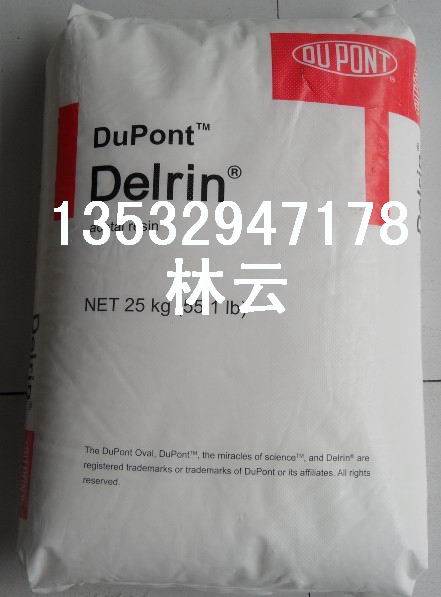 DU PONT®
DuPont™
Delrin®
13532947178
acetal resin
林云
NET 25 kg (55.1 lb)
Delrin®
The DuPont Oval, DuPont™, the miracles of science™, and Delrin® are
registered trademarks or trademarks of DuPont or its affiliates. All rights
reserved.